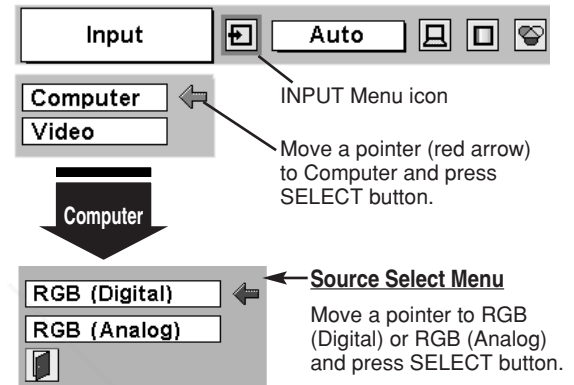 Input
Auto
INPUT Menu icon
Computer
Video
Move a pointer (red arrow)
to Computer and press
SELECT button.
Computer
RGB (Digital)
RGB (Analog)
Source Select Menu
Move a pointer to RGB
(Digital) or RGB (Analog)
and press SELECT button.